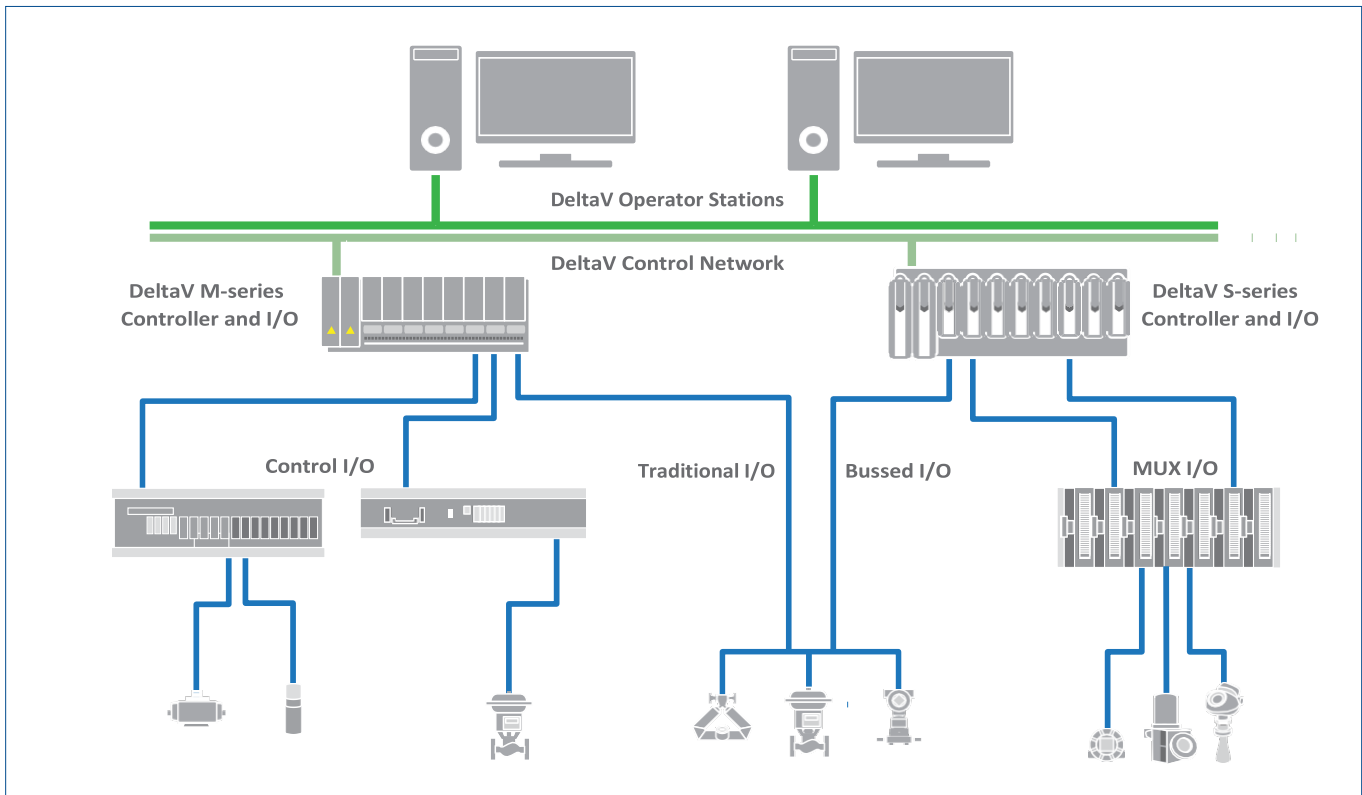 DeltaV Operator Stations
DeltaV Control Network
DeltaV M-series
Controller and I/O
DeltaV S-series
Controller and I/O
Control I/O
Traditional I/O
Bussed I/O
MUX I/O